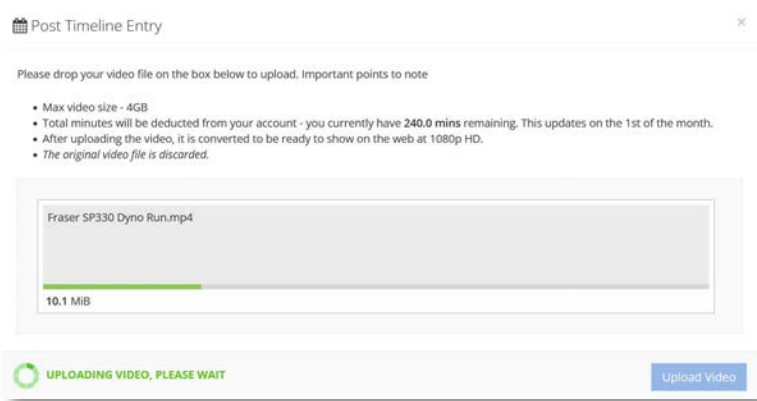 Post Timeline Entry
×
Please drop your video file on the box below to upload. Important points to note
• Max video size - 4GB
• Total minutes will be deducted from your account - you currently have 240.0 mins remaining. This updates on the 1st of the month.
• After uploading the video, it is converted to be ready to show on the web at 1080p HD.
• The original video file is discarded.
Fraser SP330 Dyno Run.mp4
10.1 MiB
UPLOADING VIDEO, PLEASE WAIT
Upload Video